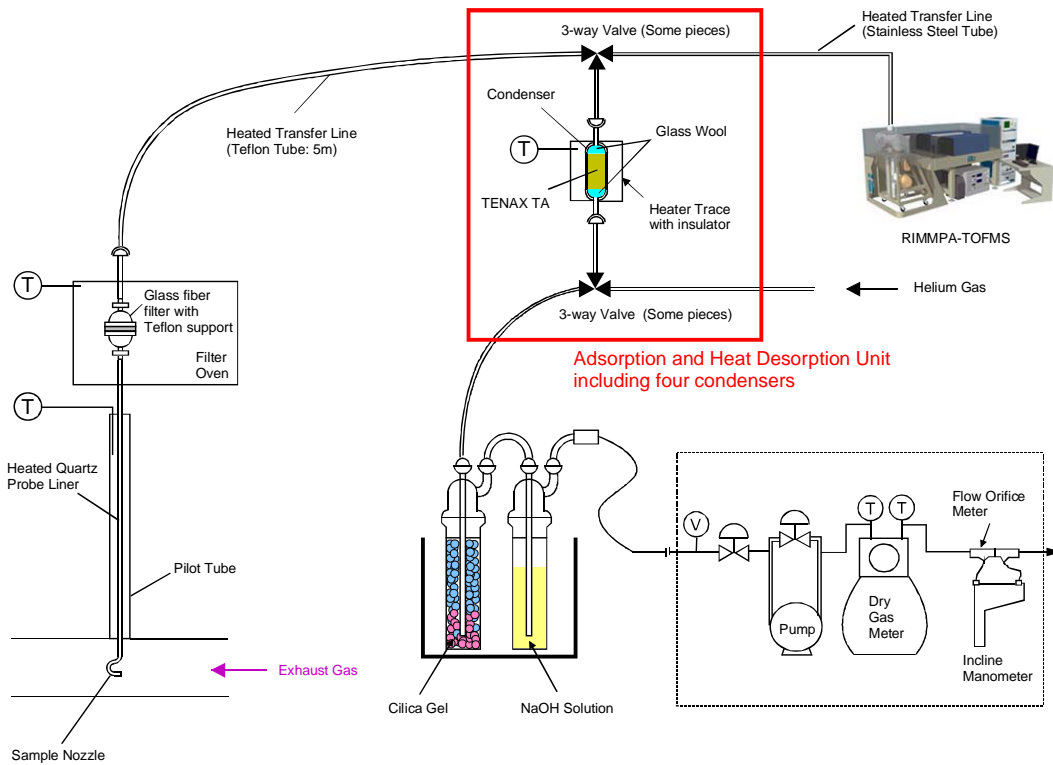 3-way Valve (Some pieces)
Heated Transfer Line
(Stainless Steel Tube)
Condenser
Glass Wool
Heated Transfer Line
(Teflon Tube: 5m)
T
TENAX TA
Heater Trace
with insulator
RIMMPA-TOFMS
T
Glass fiber
filter with
Teflon support
Filter
Oven
Helium Gas
3-way Valve (Some pieces)
Adsorption and Heat Desorption Unit
including four condensers
T
Heated Quartz
Probe Liner
Pilot Tube
Flow Orifice
Meter
V
T
T
Dry
Gas
Meter
Pump
Incline
Manometer
Exhaust Gas
Cilica Gel
NaOH Solution
Sample Nozzle